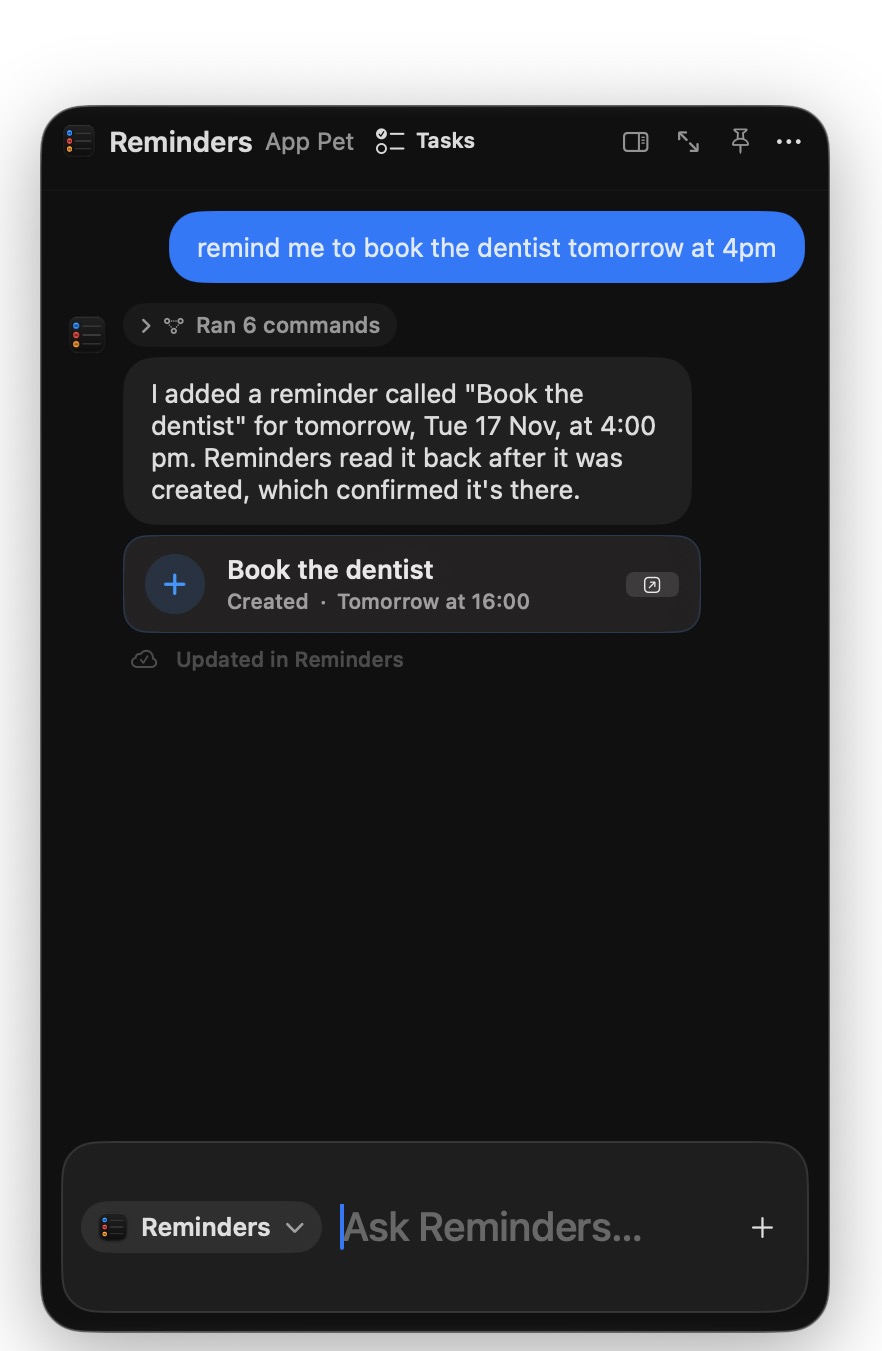 Reminders App Pet Tasks
remind me to book the dentist tomorrow at 4pm
Ran 6 commands
I added a reminder called "Book the
dentist" for tomorrow, Tue 17 Nov, at 4:00
pm. Reminders read it back after it was
created, which confirmed it's there.
Book the dentist
Created · Tomorrow at 16:00
Updated in Reminders
Reminders Ask Reminders...